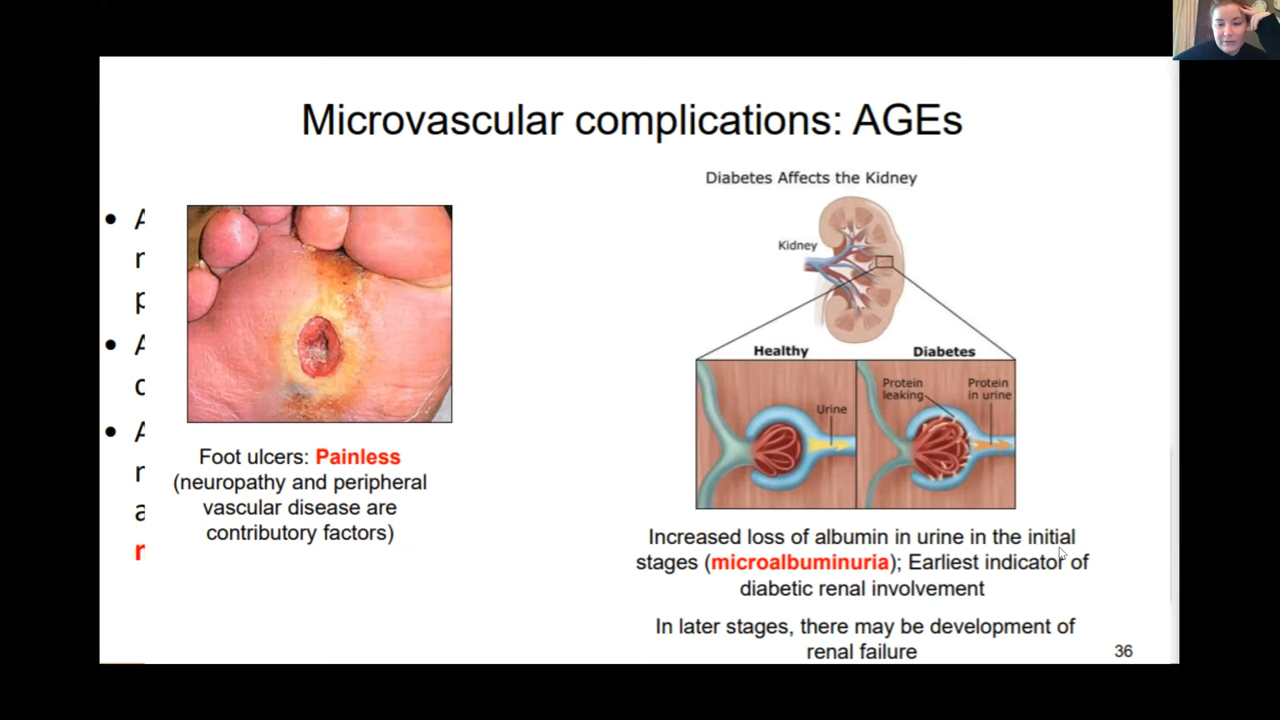 Microvascular complications: AGEs
• A
n
p
• A
d
• A
n
a
r
Foot ulcers: Painless
(neuropathy and peripheral
vascular disease are
contributory factors)
Diabetes Affects the Kidney
Kidney
Healthy
Diabetes
Urine
Protein
leaking
Protein
in urine
Increased loss of albumin in urine in the initial
stages (microalbuminuria); Earliest indicator of
diabetic renal involvement
In later stages, there may be development of
renal failure
36